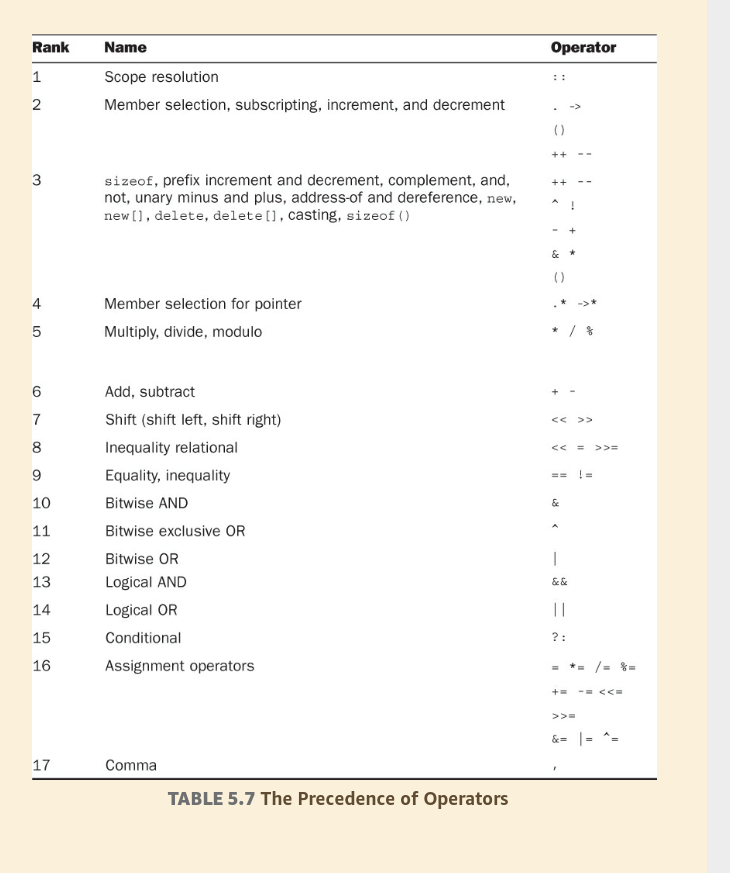 Rank Name Operator
1 Scope resolution ::
2 Member selection, subscripting, increment, and decrement . ->
()
++ --
3 sizeof, prefix increment and decrement, complement, and, ++ --
not, unary minus and plus, address-of and dereference, new, ^ !
new[], delete, delete[], casting, sizeof()
- +
& *
()
4 Member selection for pointer .* ->*
5 Multiply, divide, modulo * / %
6 Add, subtract + -
7 Shift (shift left, shift right) << >>
8 Inequality relational << = >>=
9 Equality, inequality == !=
10 Bitwise AND &
11 Bitwise exclusive OR ^
12 Bitwise OR |
13 Logical AND &&
14 Logical OR ||
15 Conditional ?:
16 Assignment operators = *= /= %=
+= -= <<=
>>=
&= |= ^=
17 Comma ,
TABLE 5.7 The Precedence of Operators